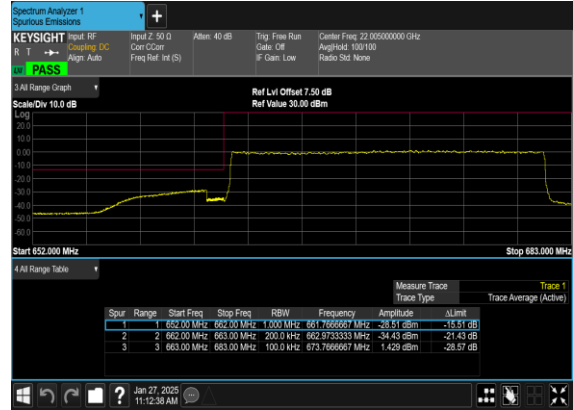 Spectrum Analyzer 1
Spurious Emissions
KEYSIGHT Input: RF Input Z: 50 Ω Atten: 40 dB Trig: Free Run Center Freq: 22.005000000 GHz
R T Coupling: DC Corr CCorr Gate: Off Avg|Hold: 100/100
Align: Auto Freq Ref: Int (S) IF Gain: Low Radio Std: None
PASS
3 All Range Graph
Ref Lvl Offset 7.50 dB
Scale/Div 10.0 dB Ref Value 30.00 dBm
Log
20.0
10.0
0.00
-10.0
-20.0
-30.0
-40.0
-50.0
-60.0
Start 652.000 MHz Stop 683.000 MHz
4 All Range Table
Measure Trace Trace 1
Trace Type Trace Average (Active)
Spur Range Start Freq Stop Freq RBW Frequency Amplitude ΔLimit
1 1 652.00 MHz 662.00 MHz 1.000 MHz 661.7666667 MHz -28.51 dBm -15.51 dB
2 2 662.00 MHz 663.00 MHz 200.0 kHz 662.9733333 MHz -34.43 dBm -21.43 dB
3 3 663.00 MHz 683.00 MHz 100.0 kHz 673.7666667 MHz 1.429 dBm -28.57 dB
Jan 27, 2025
11:12:38 AM